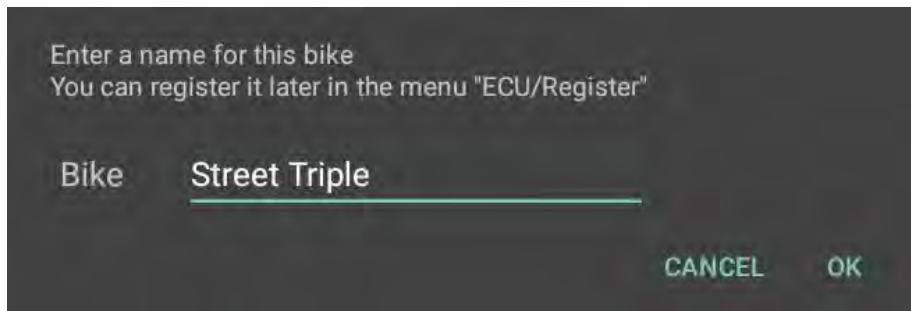 Enter a name for this bike
You can register it later in the menu "ECU/Register"
Bike Street Triple
CANCEL OK